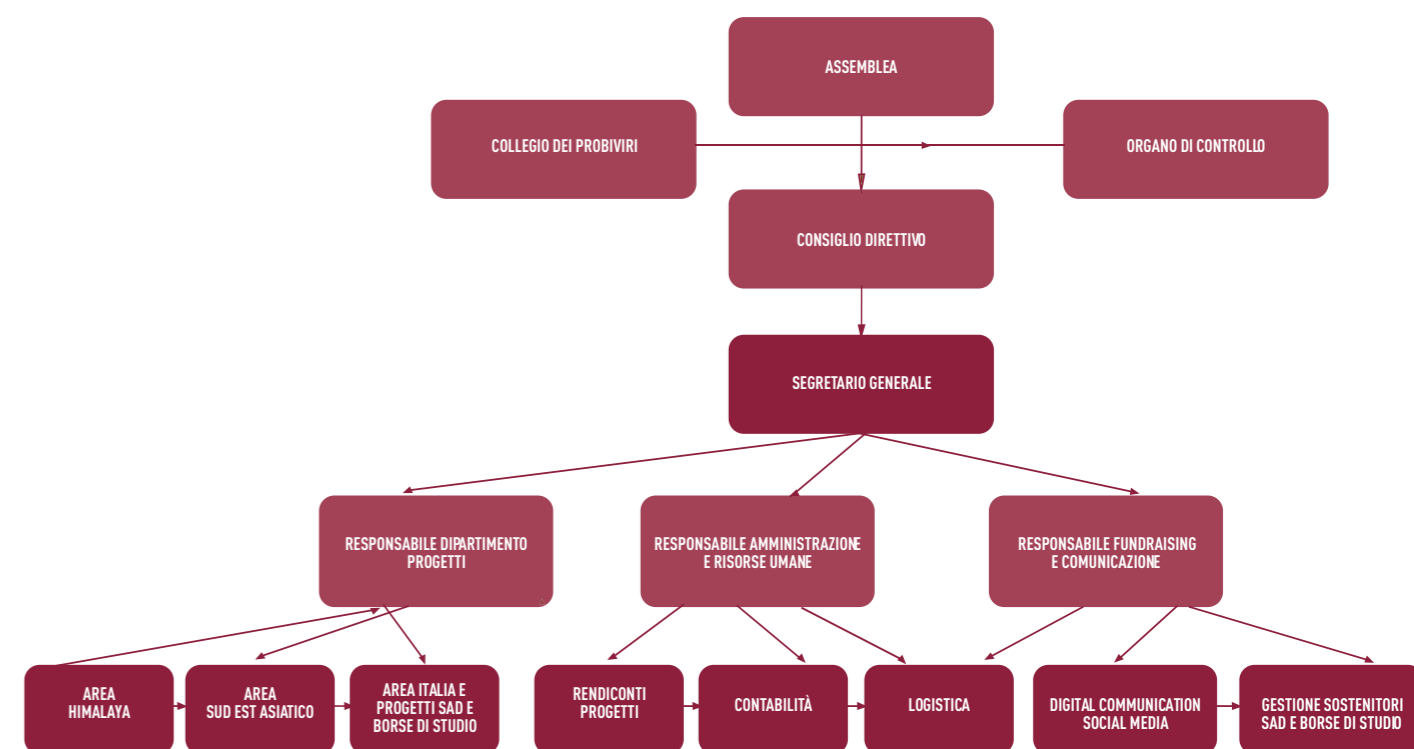 ASSEMBLEA
COLLEGIO DEI PROBIVIRI
ORGANO DI CONTROLLO
CONSIGLIO DIRETTIVO
SEGRETARIO GENERALE
RESPONSABILE DIPARTIMENTO
PROGETTI
RESPONSABILE AMMINISTRAZIONE
E RISORSE UMANE
RESPONSABILE FUNDRAISING
E COMUNICAZIONE
AREA
HIMALAYA
AREA
SUD EST ASIATICO
AREA ITALIA E
PROGETTI SAD E
BORSE DI STUDIO
RENDICONTI
PROGETTI
CONTABILITÀ
LOGISTICA
DIGITAL COMMUNICATION
SOCIAL MEDIA
GESTIONE SOSTENITORI
SAD E BORSE DI STUDIO